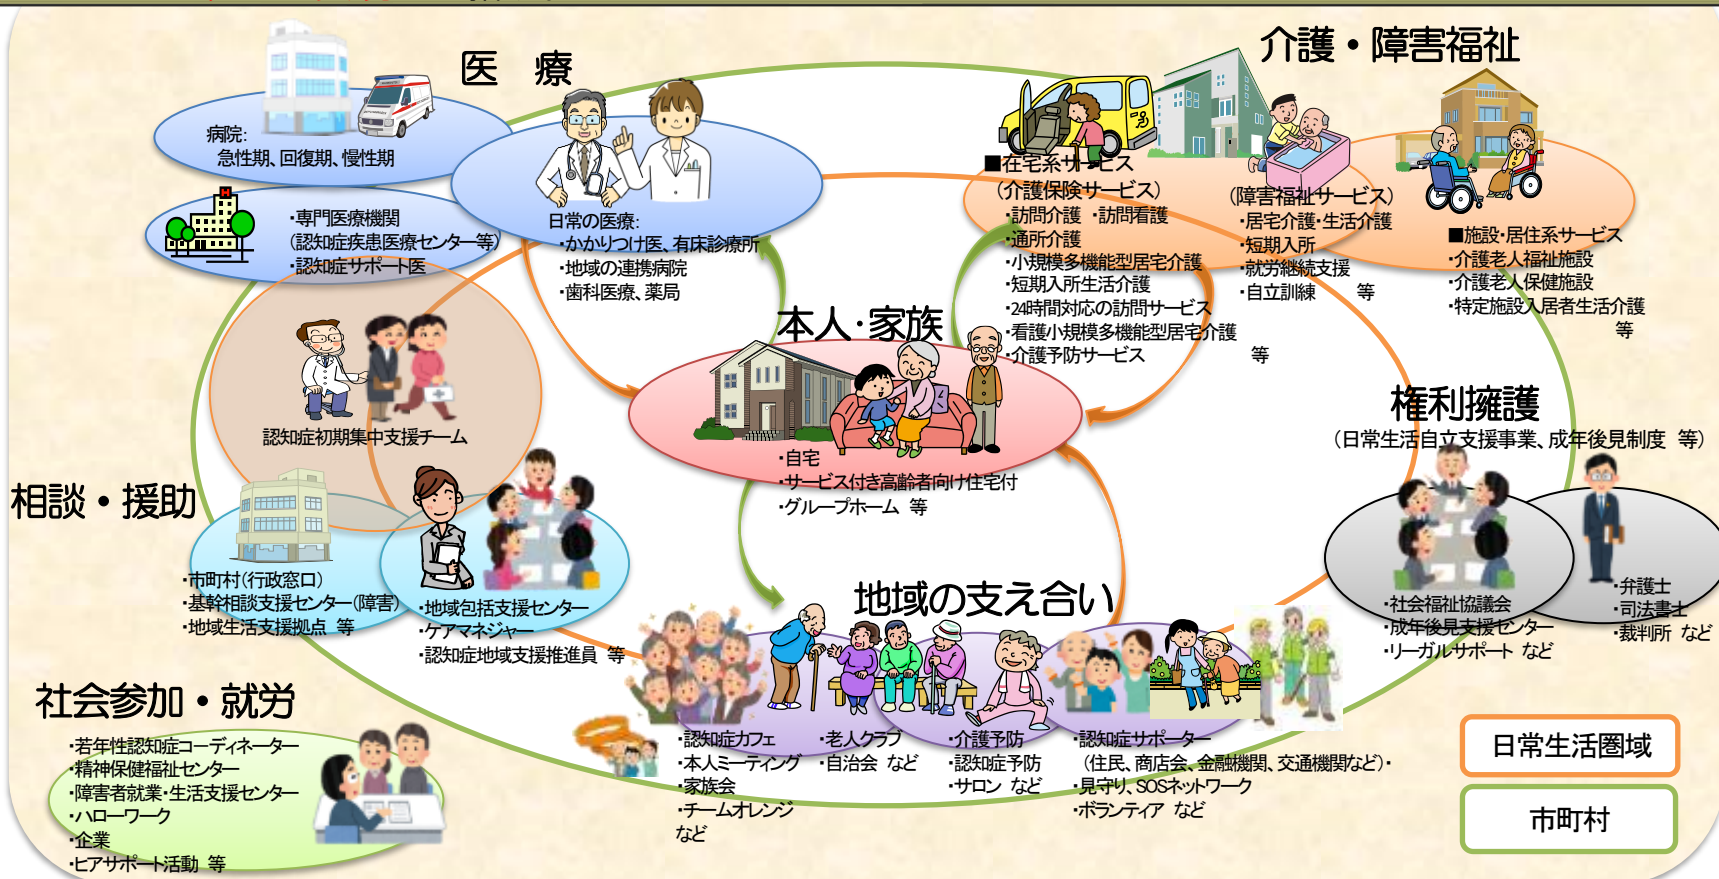 医 療
介護・障害福祉
病院:
急性期、回復期、慢性期
・専門医療機関
(認知症疾患医療センター等)
・認知症サポート医
日常の医療:
・かかりつけ医、有床診療所
・地域の連携病院
・歯科医療、薬局
■在宅系サービス
(介護保険サービス)
・訪問介護 ・訪問看護
・通所介護
・小規模多機能型居宅介護
・短期入所生活介護
・24時間対応の訪問サービス
・看護小規模多機能型居宅介護
・介護予防サービス 等
(障害福祉サービス)
・居宅介護・生活介護
・短期入所
・就労継続支援
・自立訓練 等
■施設・居住系サービス
・介護老人福祉施設
・介護老人保健施設
・特定施設入居者生活介護
等
本人・家族
・自宅
・サービス付き高齢者向け住宅付
・グループホーム 等
認知症初期集中支援チーム
権利擁護
(日常生活自立支援事業、成年後見制度 等)
・社会福祉協議会
・成年後見支援センター
・リーガルサポート など
・弁護士
・司法書士
・裁判所 など
相談・援助
・市町村(行政窓口)
・基幹相談支援センター(障害)
・地域生活支援拠点 等
・地域包括支援センター
・ケアマネジャー
・認知症地域支援推進員 等
地域の支え合い
・認知症カフェ
・本人ミーティング
・家族会
・チームオレンジ
など
・老人クラブ
・自治会 など
・介護予防
・認知症予防
・サロン など
・認知症サポーター
(住民、商店会、金融機関、交通機関など)・
・見守り、SOSネットワーク
・ボランティア など
社会参加・就労
・若年性認知症コーディネーター
・精神保健福祉センター
・障害者就業・生活支援センター
・ハローワーク
・企業
・ピアサポート活動 等
日常生活圏域
市町村